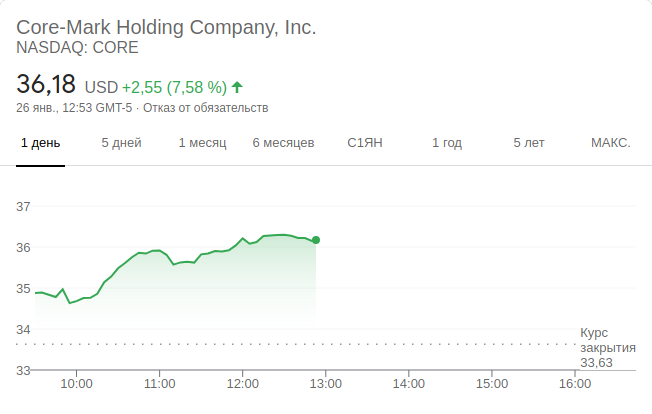 Core-Mark Holding Company, Inc.
NASDAQ: CORE
36,18 USD +2,55 (7,58 %)
26 янв., 12:53 GMT-5 · Отказ от обязательств
1 день 5 дней 1 месяц 6 месяцев С1ЯН 1 год 5 лет МАКС.
37
36
35
34
33
Курс
закрытия
33,63
10:00 11:00 12:00 13:00 14:00 15:00 16:00